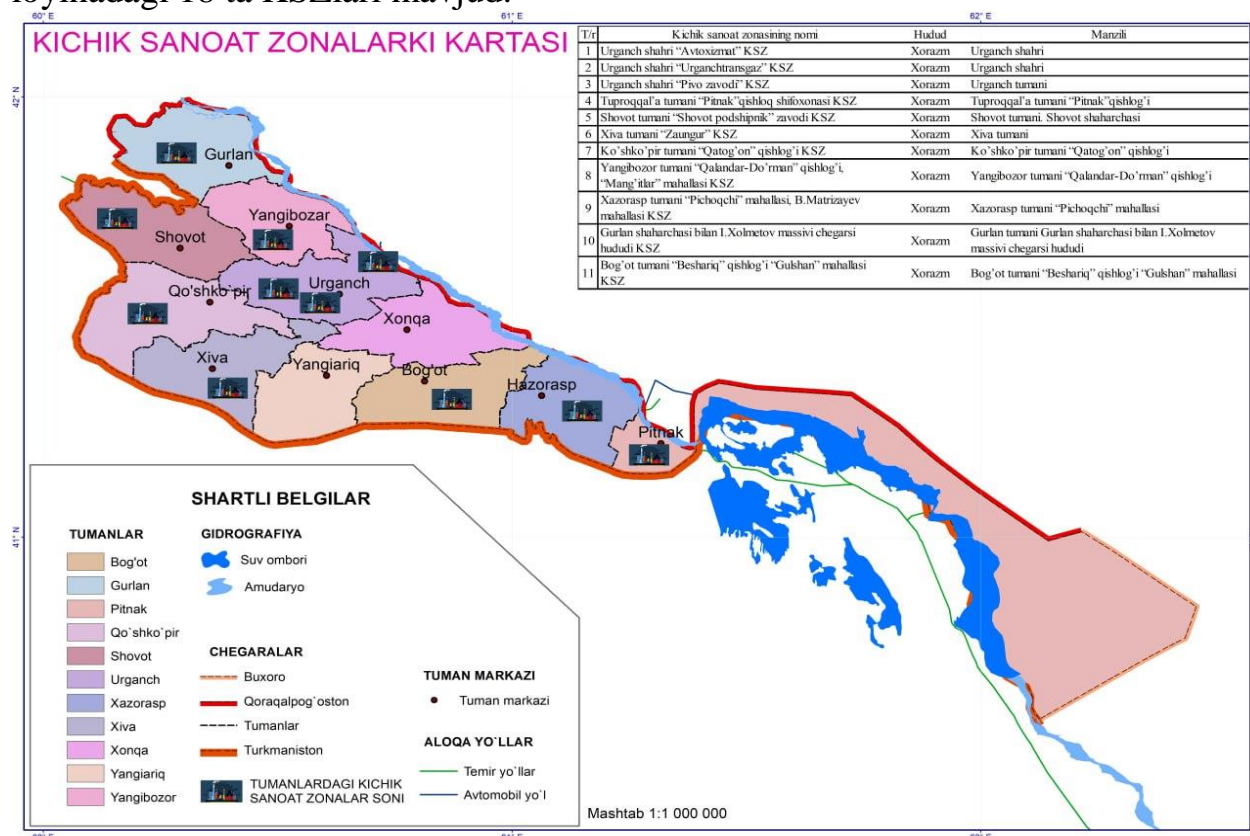 loyihadagi 18 ta KSZlari mavjud.
60° E 61° E 62° E
KICHIK SANOAT ZONALARKI KARTASI
T/r Kichik sanoat zonasining nomi Hudud Manzili
1 Urganch shahri “Avtoxizmat” KSZ Xorazm Urganch shahri
2 Urganch shahri “Urganchtransgaz” KSZ Xorazm Urganch shahri
3 Urganch shahri “Pivo zavodi” KSZ Xorazm Urganch tumani
4 Tuproqqal’a tumani “Pitnak”qishloq shifoxonasi KSZ Xorazm Tuproqqal’a tumani “Pitnak”qishlog’i
5 Shovot tumani “Shovot podshipnik” zavodi KSZ Xorazm Shovot tumani. Shovot shaharchasi
6 Xiva tumani “Zaungur” KSZ Xorazm Xiva tumani
7 Ko’shko’pir tumani “Qatog’on” qishlog’i KSZ Xorazm Ko’shko’pir tumani “Qatog’on” qishlog’i
8 Yangibozor tumani “Qalandar-Do’rman” qishlog’i, “Mang’itlar” mahallasi KSZ Xorazm Yangibozor tumani “Qalandar-Do’rman” qishlog’i
9 Xazorasp tumani “Pichoqchi” mahallasi, B.Matrizayev mahallasi KSZ Xorazm Xazorasp tumani “Pichoqchi” mahallasi
10 Gurlan shaharchasi bilan I.Xolmetov massivi chegarsi hududi KSZ Xorazm Gurlan tumani Gurlan shaharchasi bilan I.Xolmetov massivi chegarsi hududi
11 Bog’ot tumani “Beshariq” qishlog’i “Gulshan” mahallasi KSZ Xorazm Bog’ot tumani “Beshariq” qishlog’i “Gulshan” mahallasi
42° N
Gurlan
Yangibozar
Shovot
Urganch
Qo'shko`pir
Xonqa
Xiva
Yangiariq
Bog'ot
Hazorasp
Pitnak
41° N
SHARTLI BELGILAR
TUMANLAR
Bog'ot
Gurlan
Pitnak
Qo`shko`pir
Shovot
Urganch
Xazorasp
Xiva
Xonqa
Yangiariq
Yangibozor
GIDROGRAFIYA
Suv ombori
Amudaryo
CHEGARALAR
Buxoro
Qoraqalpog`oston
Tumanlar
Turkmaniston
TUMANLARDAGI KICHIK
SANOAT ZONALAR SONI
TUMAN MARKAZI
Tuman markazi
ALOQA YO`LLAR
Temir yo`llar
Avtomobil yo`l
Mashtab 1:1 000 000
61° E